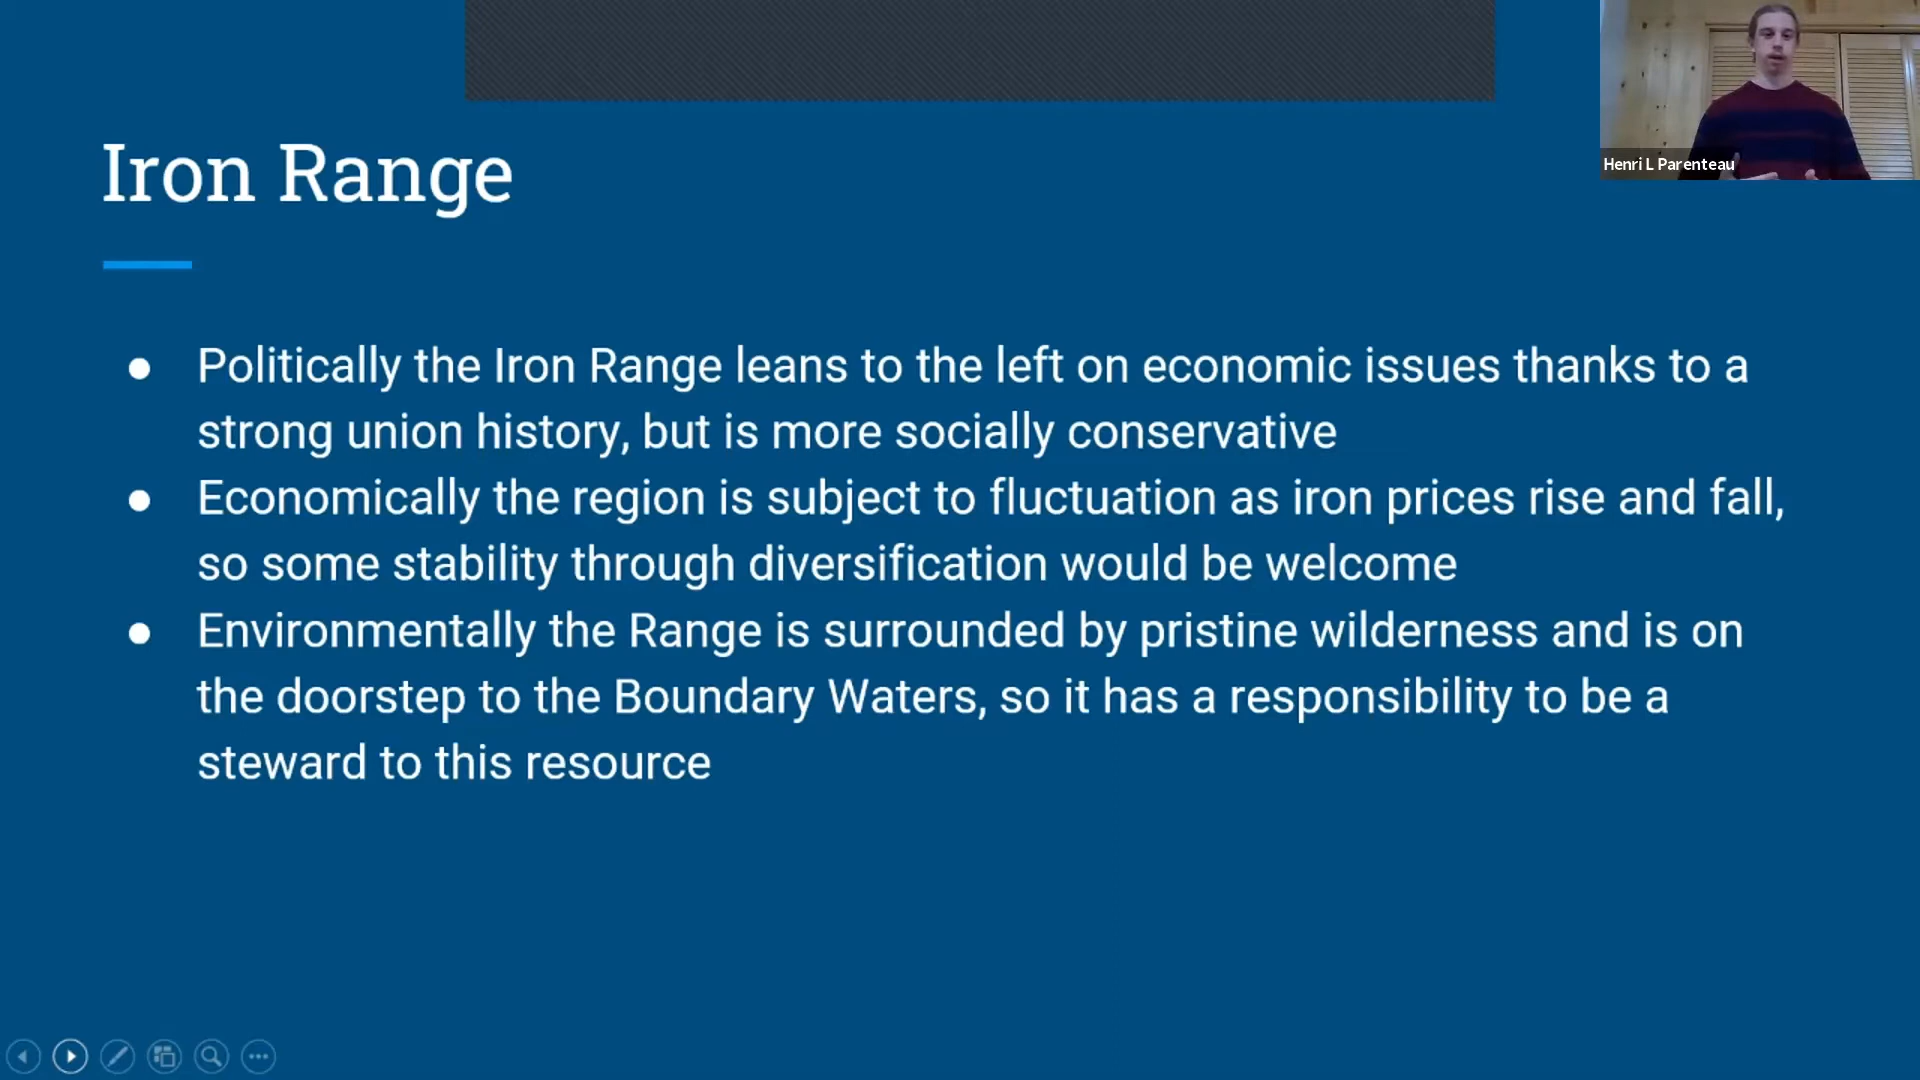 Henri L Parenteau
Iron Range
● Politically the Iron Range leans to the left on economic issues thanks to a
strong union history, but is more socially conservative
● Economically the region is subject to fluctuation as iron prices rise and fall,
so some stability through diversification would be welcome
● Environmentally the Range is surrounded by pristine wilderness and is on
the doorstep to the Boundary Waters, so it has a responsibility to be a
steward to this resource